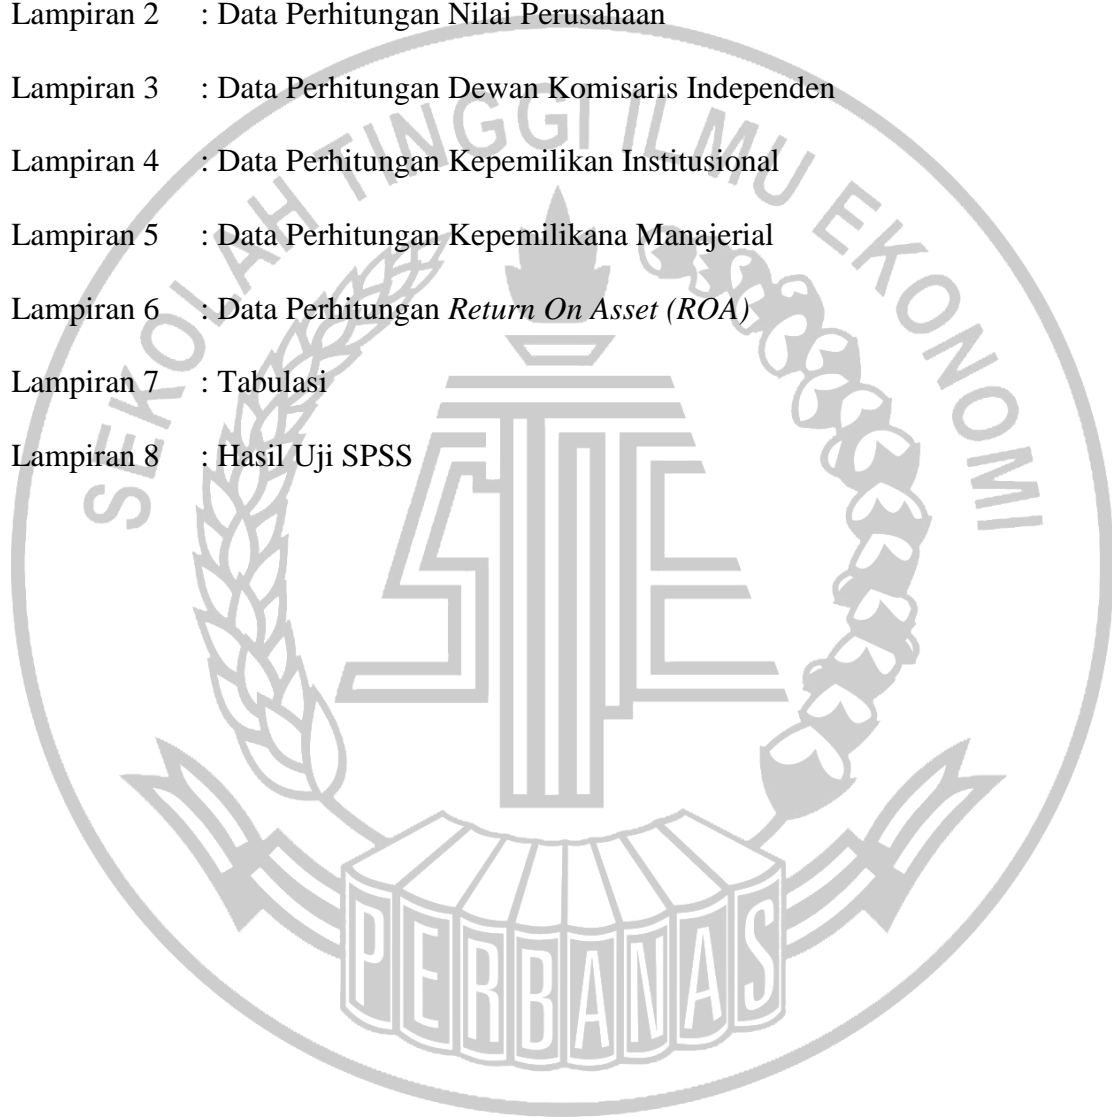 Lampiran 2 : Data Perhitungan Nilai Perusahaan
Lampiran 3 : Data Perhitungan Dewan Komisaris Independen
Lampiran 4 : Data Perhitungan Kepemilikan Institusional
Lampiran 5 : Data Perhitungan Kepemilikana Manajerial
Lampiran 6 : Data Perhitungan Return On Asset (ROA)
Lampiran 7 : Tabulasi
Lampiran 8 : Hasil Uji SPSS
SEKOLAH TINGGI ILMU EKONOMI
STIE
PERBANAS